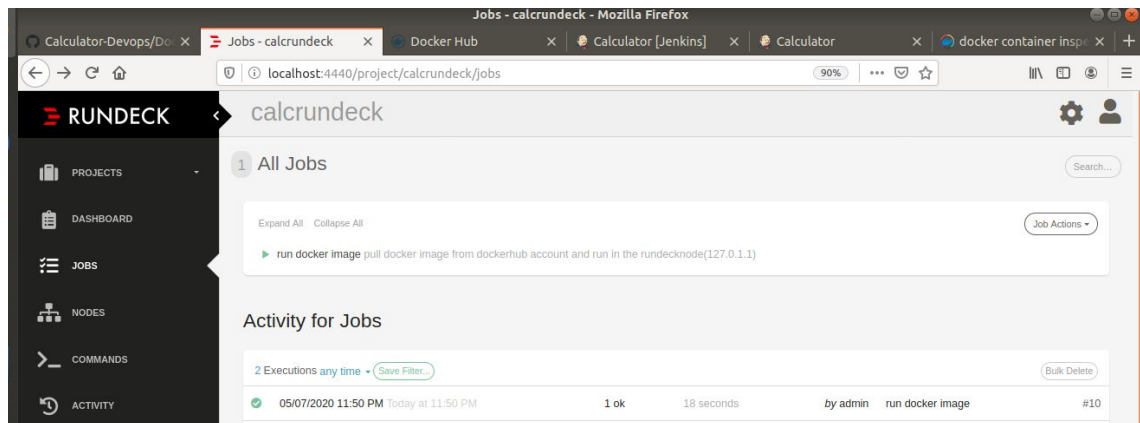 Jobs - calcrundeck - Mozilla Firefox
Calculator-Devops/Do
Jobs - calcrundeck
Docker Hub
Calculator [Jenkins]
Calculator
docker container inspe
localhost:4440/project/calcrundeck/jobs
90%
RUNDECK
calcrundeck
PROJECTS
DASHBOARD
JOBS
NODES
COMMANDS
ACTIVITY
1 All Jobs
Search...
Expand All Collapse All
Job Actions
run docker image pull docker image from dockerhub account and run in the rundecknode(127.0.1.1)
Activity for Jobs
2 Executions any time Save Filter...
Bulk Delete
05/07/2020 11:50 PM Today at 11:50 PM 1 ok 18 seconds by admin run docker image #10